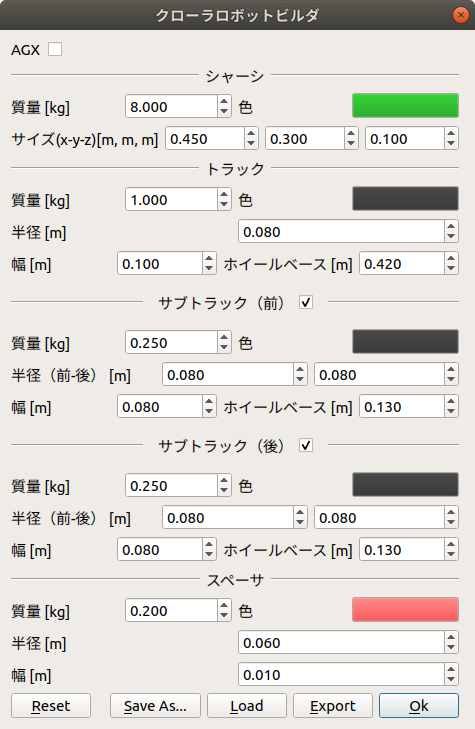 クローラロボットビルダ
AGX
シャーシ
質量 [kg] 8.000 色
サイズ(x-y-z)[m, m, m] 0.450 0.300 0.100
トラック
質量 [kg] 1.000 色
半径 [m] 0.080
幅 [m] 0.100 ホイールベース [m] 0.420
サブトラック（前）
質量 [kg] 0.250 色
半径（前-後） [m] 0.080 0.080
幅 [m] 0.080 ホイールベース [m] 0.130
サブトラック（後）
質量 [kg] 0.250 色
半径（前-後） [m] 0.080 0.080
幅 [m] 0.080 ホイールベース [m] 0.130
スペーサ
質量 [kg] 0.200 色
半径 [m] 0.060
幅 [m] 0.010
Reset Save As... Load Export Ok